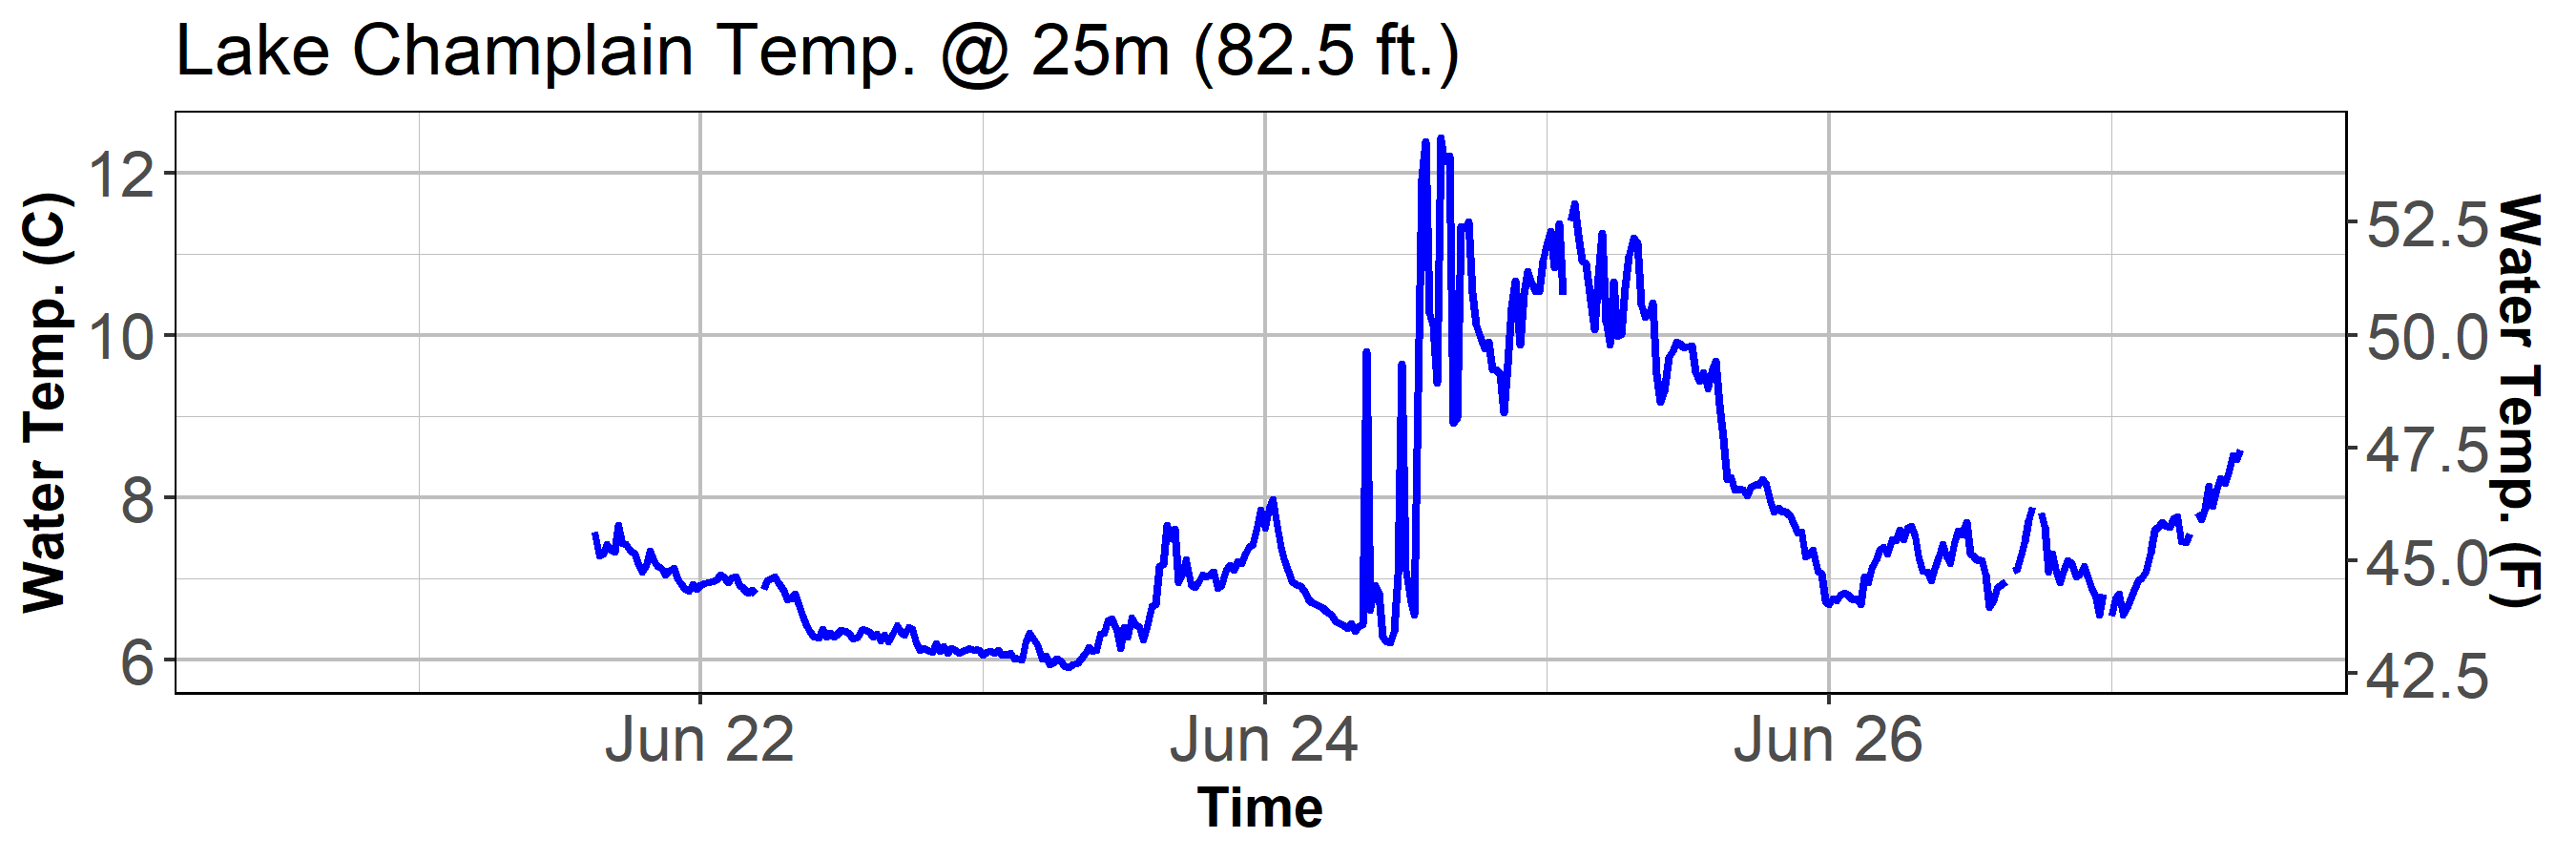 Lake Champlain Temp. @ 25m (82.5 ft.)
Water Temp. (C)
12
10
8
6
52.5
50.0
47.5
45.0
42.5
Water Temp. (F)
Jun 22
Jun 24
Jun 26
Time